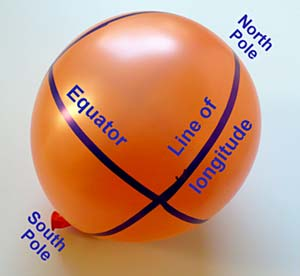 North
Pole
Equator
Line of
longitude
South
Pole